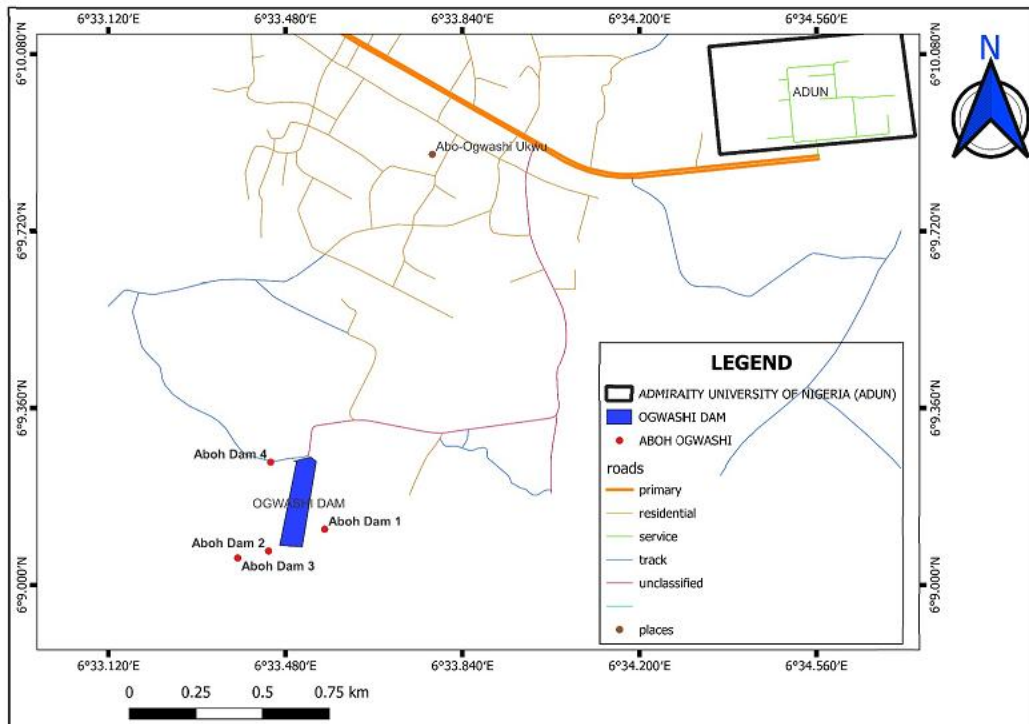 6°33.120'E 6°33.480'E 6°33.840'E 6°34.200'E 6°34.560'E
6°10.080'N 6°10.080'N
N
ADUN
Abo-Ogwashi Ukwu
6°9.720'N 6°9.720'N
LEGEND
ADMIRAITY UNIVERSITY OF NIGERIA (ADUN)
6°9.360'N 6°9.360'N
OGWASHI DAM
ABOH OGWASHI
roads
primary
residential
service
track
unclassified
places
Aboh Dam 4
OGWASHI DAM
Aboh Dam 1
Aboh Dam 2
Aboh Dam 3
6°9.000'N 6°9.000'N
6°33.120'E 6°33.480'E 6°33.840'E 6°34.200'E 6°34.560'E
0 0.25 0.5 0.75 km